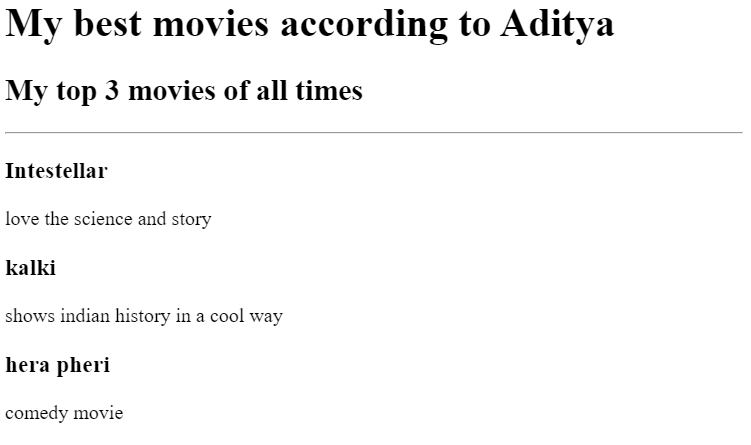 My best movies according to Aditya
My top 3 movies of all times
Intestellar
love the science and story
kalki
shows indian history in a cool way
hera pheri
comedy movie